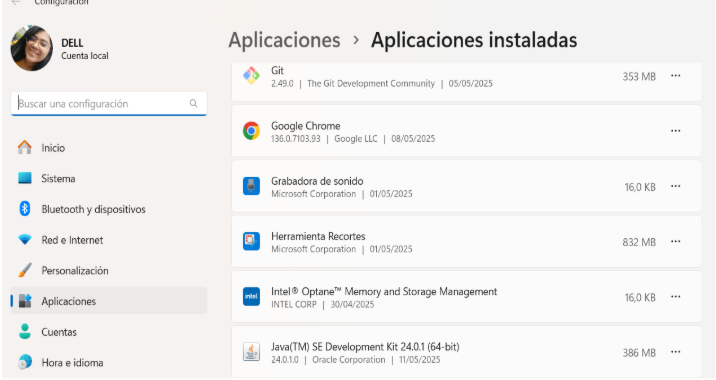 Configuración
DELL
Cuenta local
Buscar una configuración
Inicio
Sistema
Bluetooth y dispositivos
Red e Internet
Personalización
Aplicaciones
Cuentas
Hora e idioma
Aplicaciones > Aplicaciones instaladas
Git
2.49.0 | The Git Development Community | 05/05/2025
353 MB
Google Chrome
136.0.7103.93 | Google LLC | 08/05/2025
Grabadora de sonido
Microsoft Corporation | 01/05/2025
16,0 KB
Herramienta Recortes
Microsoft Corporation | 01/05/2025
832 MB
intel
Intel® Optane™ Memory and Storage Management
INTEL CORP | 30/04/2025
16,0 KB
Java(TM) SE Development Kit 24.0.1 (64-bit)
24.0.1.0 | Oracle Corporation | 11/05/2025
386 MB